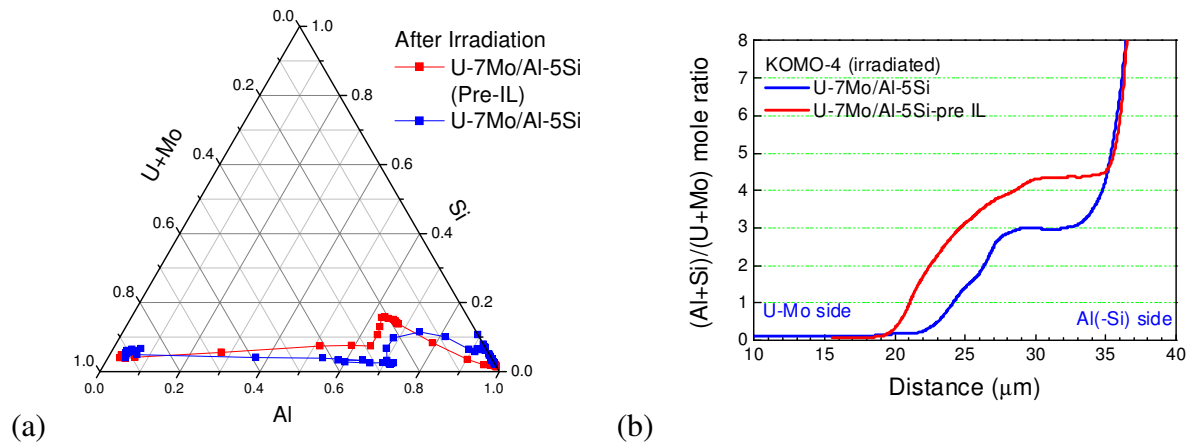 After Irradiation
U-7Mo/Al-5Si
(Pre-IL)
U-7Mo/Al-5Si
0.0
0.2
0.4
0.6
0.8
1.0
U+Mo
1.0
0.8
0.6
0.4
0.2
0.0
Si
0.0
0.2
0.4
0.6
0.8
1.0
Al
(a)
KOMO-4 (irradiated)
U-7Mo/Al-5Si
U-7Mo/Al-5Si-pre IL
(Al+Si)/(U+Mo) mole ratio
8
7
6
5
4
3
2
1
0
U-Mo side
Al(-Si) side
10
15
20
25
30
35
40
Distance (μm)
(b)